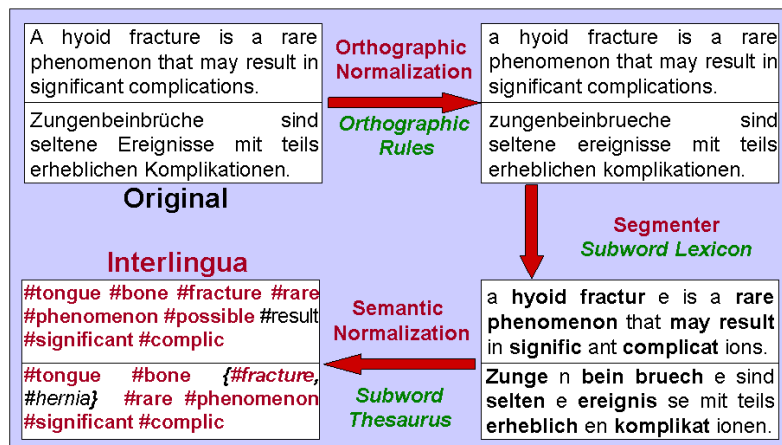 A hyoid fracture is a rare
phenomenon that may result in
significant complications.
Zungenbeinbrüche sind
seltene Ereignisse mit teils
erheblichen Komplikationen.
Original
Orthographic
Normalization
Orthographic
Rules
a hyoid fracture is a rare
phenomenon that may result in
significant complications.
zungenbeinbrueche sind
seltene ereignisse mit teils
erheblichen komplikationen.
Segmenter
Subword Lexicon
a hyoid fractur e is a rare
phenomenon that may result
in signific ant complicat ions.
Zunge n bein bruech e sind
selten e ereignis se mit teils
erheblich en komplikat ionen.
Semantic
Normalization
Subword
Thesaurus
Interlingua
#tongue #bone #fracture #rare
#phenomenon #possible #result
#significant #complic
#tongue #bone {#fracture,
#hernia} #rare #phenomenon
#significant #complic